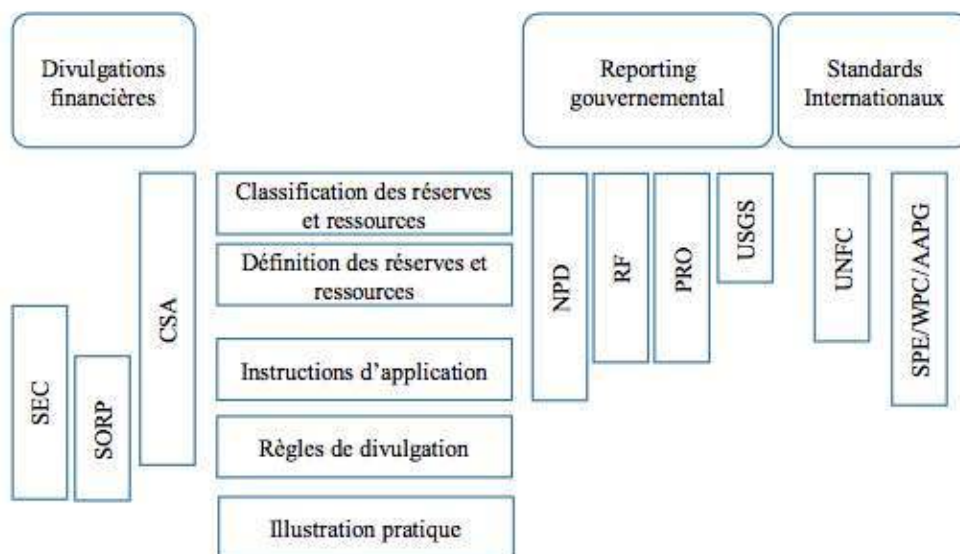 Divulgations
financières
Reporting
gouvernemental
Standards
Internationaux
Classification des réserves
et ressources
Définition des réserves et
ressources
Instructions d’application
Règles de divulgation
Illustration pratique
SEC
SORP
CSA
NPD
RF
PRO
USGS
UNFC
SPE/WPC/AAPG